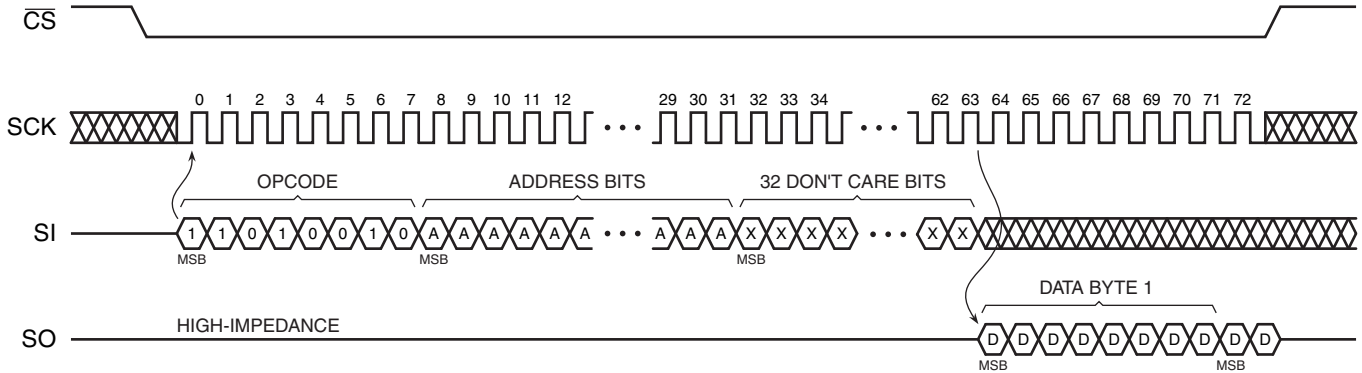 CS
0 1 2 3 4 5 6 7 8 9 10 11 12 29 30 31 32 33 34 62 63 64 65 66 67 68 69 70 71 72
SCK
OPCODE ADDRESS BITS 32 DON'T CARE BITS
SI 1 1 0 1 0 0 1 0 A A A A A A A A A X X X X X X
MSB MSB MSB
DATA BYTE 1
HIGH-IMPEDANCE
SO D D D D D D D D D D
MSB MSB